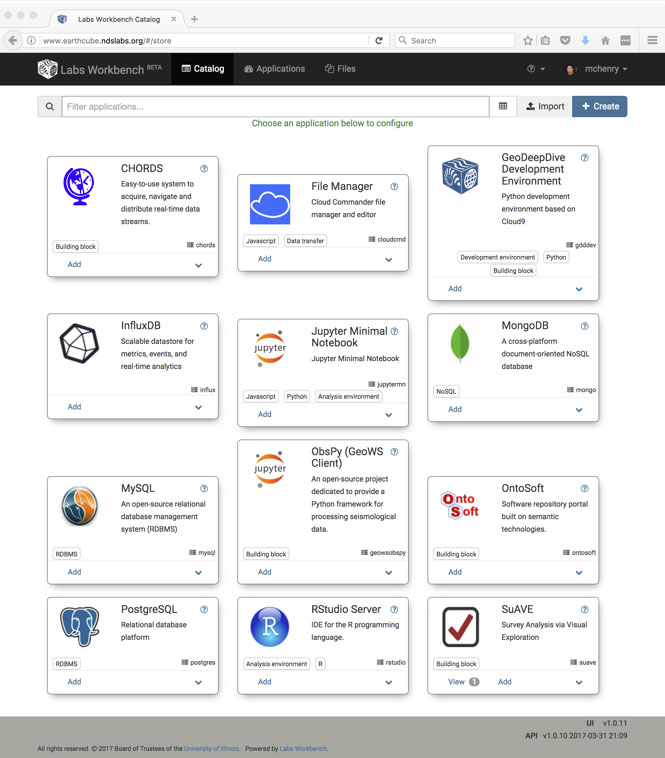 Labs Workbench Catalog
www.earthcube.ndslabs.org/#/store
Search
Labs Workbench BETA
Catalog
Applications
Files
mchenry
Filter applications...
Import
Create
Choose an application below to configure
CHORDS
Easy-to-use system to
acquire, navigate and
distribute real-time data
streams.
chords
Building block
Add
File Manager
Cloud Commander file
manager and editor
cloudcmd
Javascript
Data transfer
Add
GeoDeepDive
Development
Environment
Python development
environment based on
Cloud9
gdddev
Development environment
Python
Building block
Add
InfluxDB
Scalable datastore for
metrics, events, and
real-time analytics
influx
Add
Jupyter Minimal
Notebook
Jupyter Minimal Notebook
jupyter
jupytermn
Javascript
Python
Analysis environment
Add
MongoDB
A cross-platform
document-oriented NoSQL
database
mongo
NoSQL
Add
MySQL
An open-source relational
database management
system (RDBMS)
mysql
RDBMS
Add
ObsPy (GeoWS
Client)
jupyter
An open-source project
dedicated to provide a
Python framework for
processing seismological
data.
geowsobspy
Building block
Add
OntoSoft
Onto
Soft
Software repository portal
built on semantic
technologies.
ontosoft
Building block
Add
PostgreSQL
Relational database
platform
postgres
RDBMS
Add
RStudio Server
R
IDE for the R programming
language.
rstudio
Analysis environment
R
Add
SuAVE
Survey Analysis via Visual
Exploration
suave
Building block
View 1
Add
UI v1.0.11
API v1.0.10 2017-03-31 21:09
All rights reserved. © 2017 Board of Trustees of the University of Illinois. Powered by Labs Workbench.